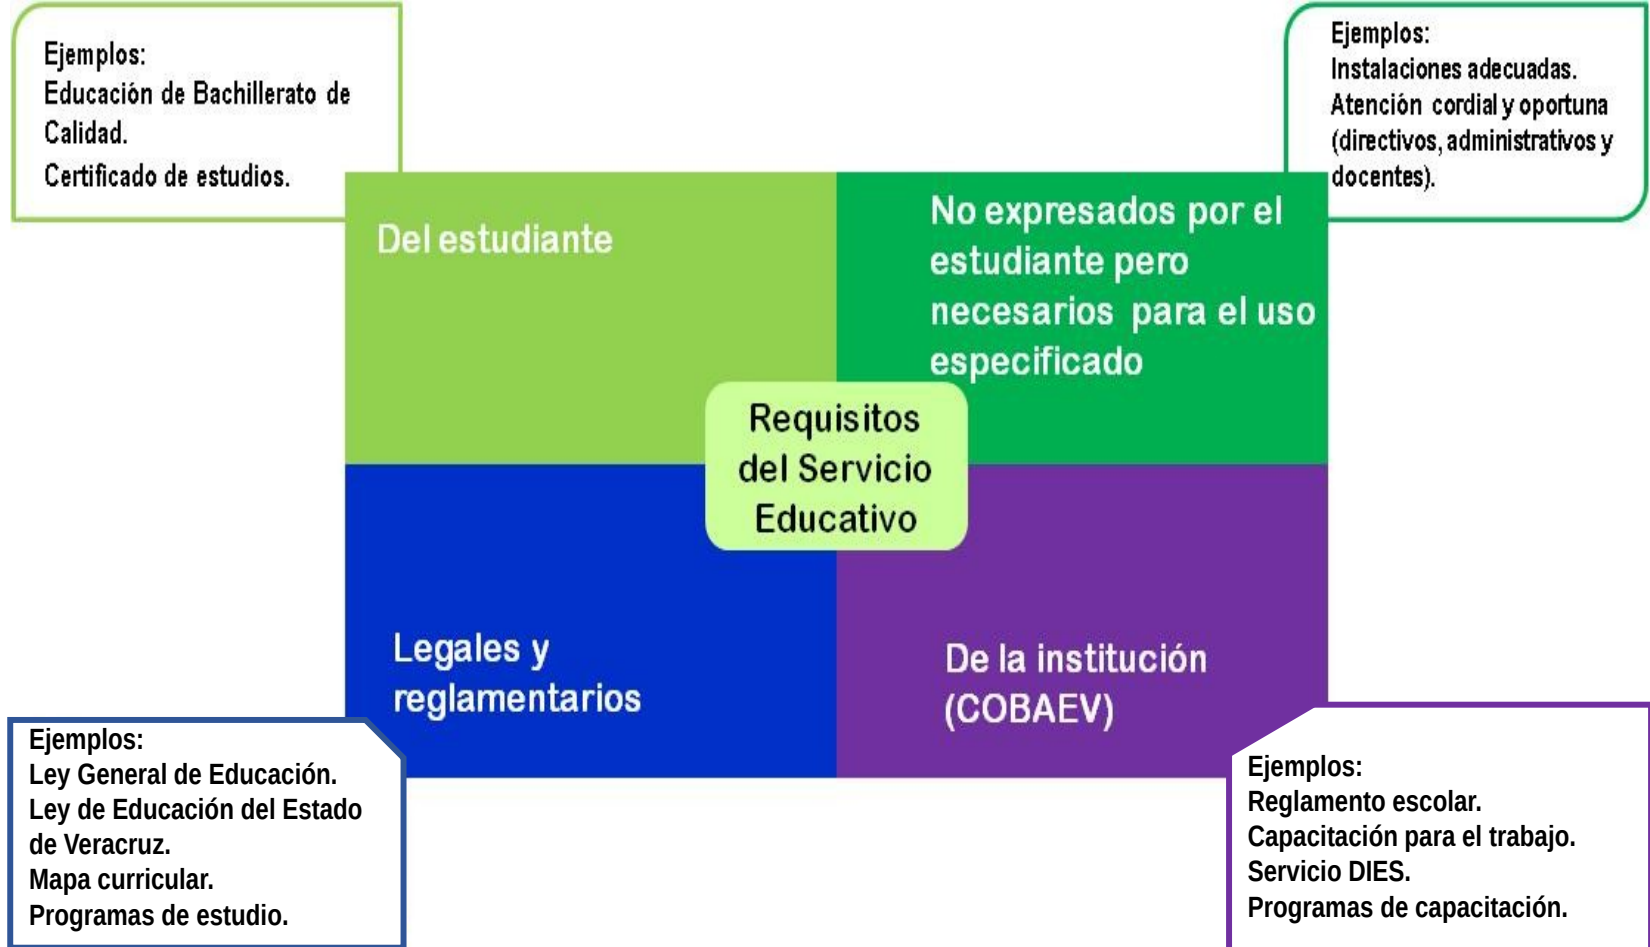 Ejemplos:
Educación de Bachillerato de
Calidad.
Certificado de estudios.
Ejemplos:
Instalaciones adecuadas.
Atención cordial y oportuna
(directivos, administrativos y
docentes).
Del estudiante
No expresados por el
estudiante pero
necesarios para el uso
especificado
Requisitos
del Servicio
Educativo
Legales y
reglamentarios
De la institución
(COBAEV)
Ejemplos:
Ley General de Educación.
Ley de Educación del Estado
de Veracruz.
Mapa curricular.
Programas de estudio.
Ejemplos:
Reglamento escolar.
Capacitación para el trabajo.
Servicio DIES.
Programas de capacitación.